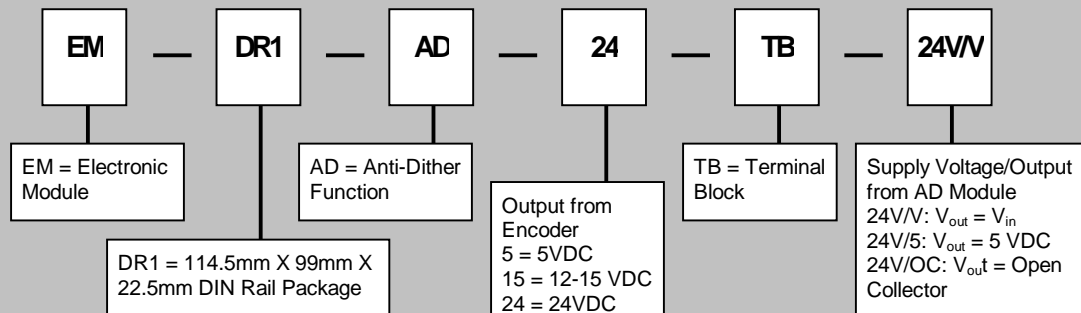 EM — DR1 — AD — 24 — TB — 24V/V
EM = Electronic
Module
DR1 = 114.5mm X 99mm X
22.5mm DIN Rail Package
AD = Anti-Dither
Function
Output from
Encoder
5 = 5VDC
15 = 12-15 VDC
24 = 24VDC
TB = Terminal
Block
Supply Voltage/Output
from AD Module
24V/V: Vout = Vin
24V/5: Vout = 5 VDC
24V/OC: Vout = Open
Collector